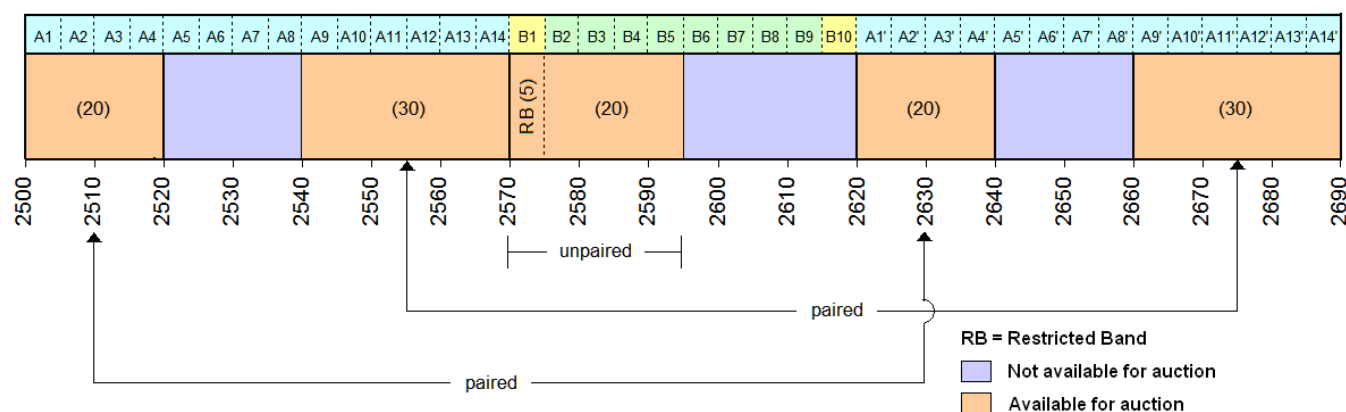 A1 A2 A3 A4 A5 A6 A7 A8 A9 A10 A11 A12 A13 A14 B1 B2 B3 B4 B5 B6 B7 B8 B9 B10 A1' A2' A3' A4' A5' A6' A7' A8' A9' A10' A11' A12' A13' A14'
(20) (30) RB (5) (20) (20) (30)
2500 2510 2520 2530 2540 2550 2560 2570 2580 2590 2600 2610 2620 2630 2640 2650 2660 2670 2680 2690
unpaired
paired
RB = Restricted Band
Not available for auction
paired
Available for auction